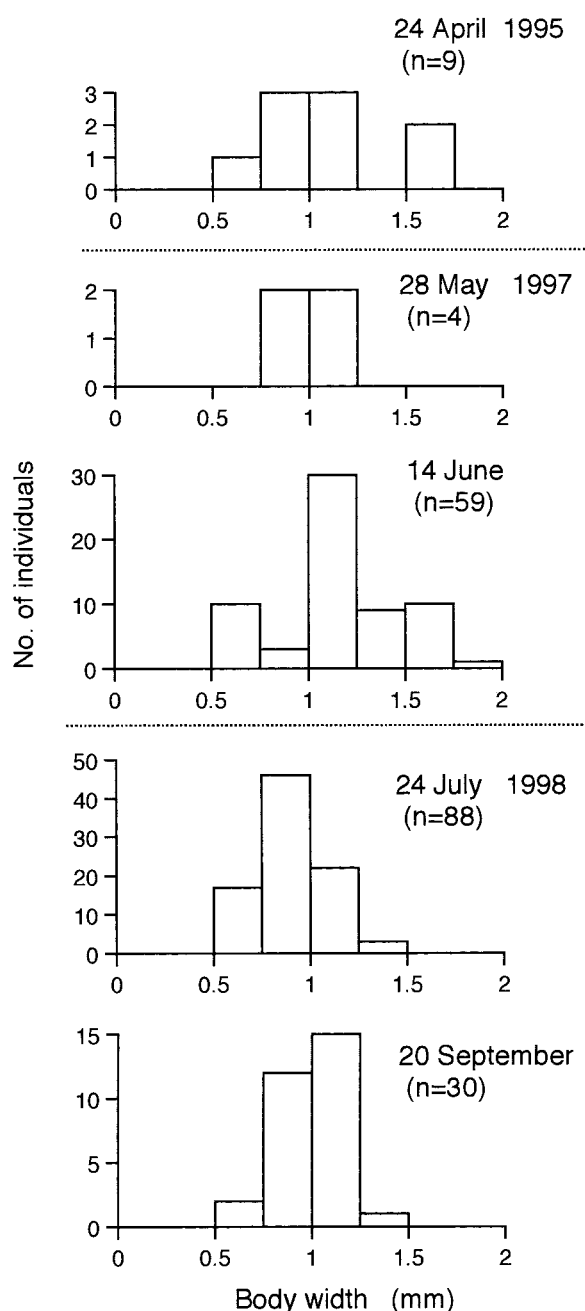 24 April 1995
(n=9)
3
2
1
0
0 0.5 1 1.5 2
28 May 1997
(n=4)
2
1
0
0 0.5 1 1.5 2
No. of individuals
14 June
(n=59)
30
20
10
0
0 0.5 1 1.5 2
24 July 1998
(n=88)
50
40
30
20
10
0
0 0.5 1 1.5 2
20 September
(n=30)
15
10
5
0
0 0.5 1 1.5 2
Body width (mm)